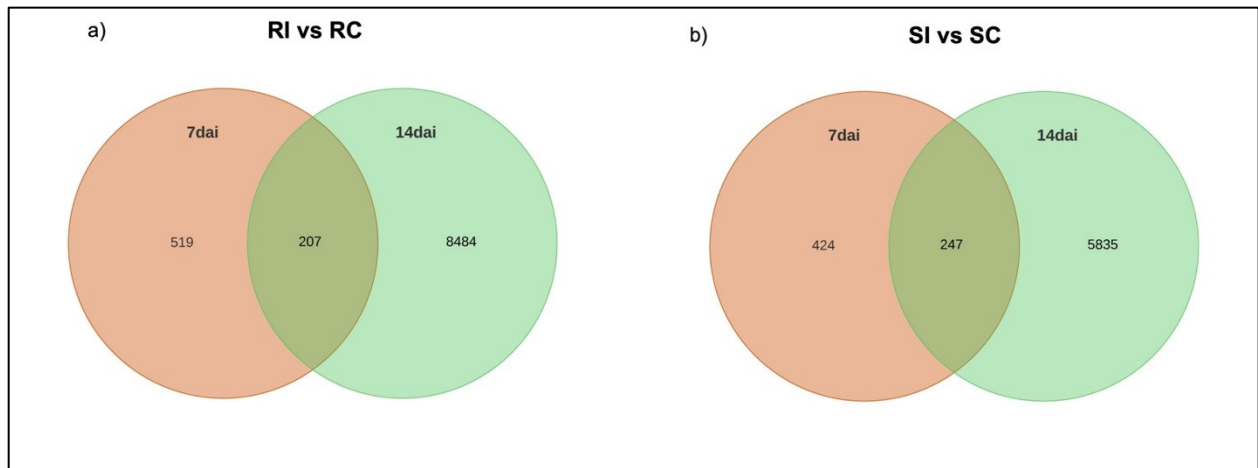 a)
RI vs RC
7dai
14dai
519
207
8484
b)
SI vs SC
7dai
14dai
424
247
5835